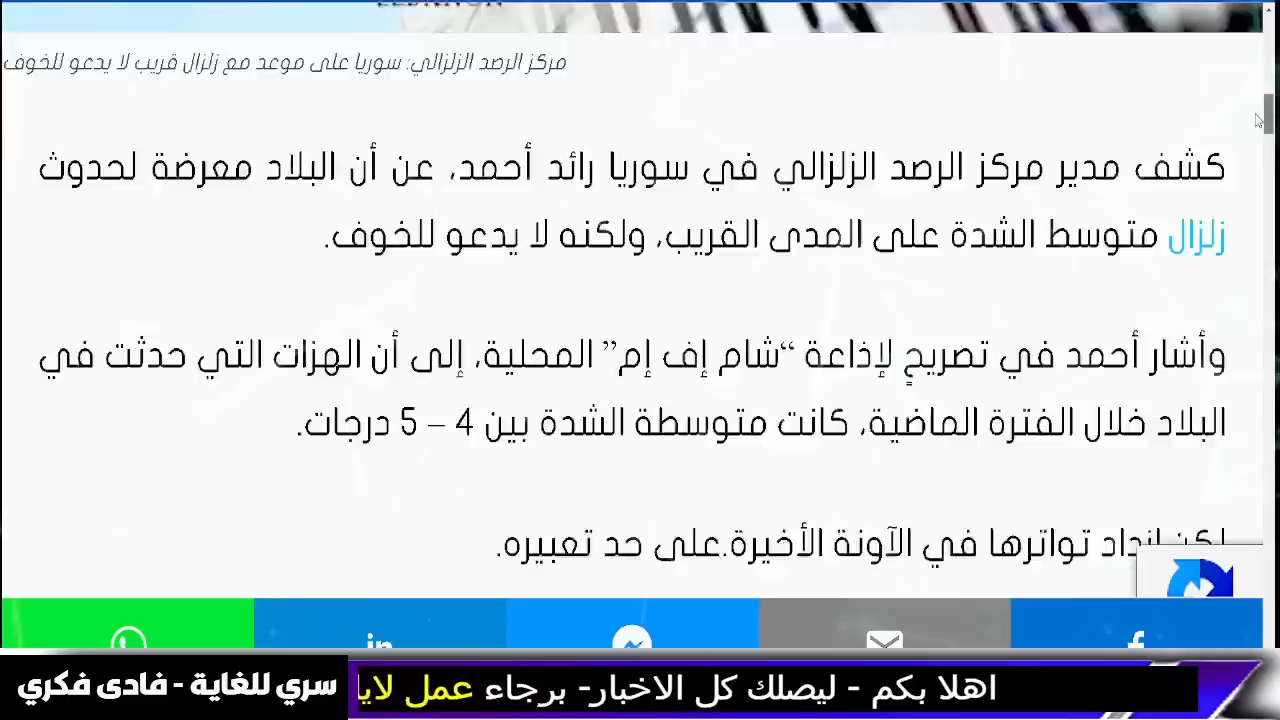 مركز الرصد الزلزالي: سوريا على موعد مع زلزال قريب لا يدعو للخوف
كشف مدير مركز الرصد الزلزالي في سوريا رائد أحمد، عن أن البلاد معرضة لحدوث
زلزال متوسط الشدة على المدى القريب، ولكنه لا يدعو للخوف.
وأشار أحمد في تصريحٍ لإذاعة “شام إف إم” المحلية، إلى أن الهزات التي حدثت في
البلاد خلال الفترة الماضية، كانت متوسطة الشدة بين 4 – 5 درجات.
لكن ازداد تواترها في الآونة الأخيرة.على حد تعبيره.
اهلا بكم - ليصلك كل الاخبار- برجاء عمل لايك
سري للغاية - فادى فكري